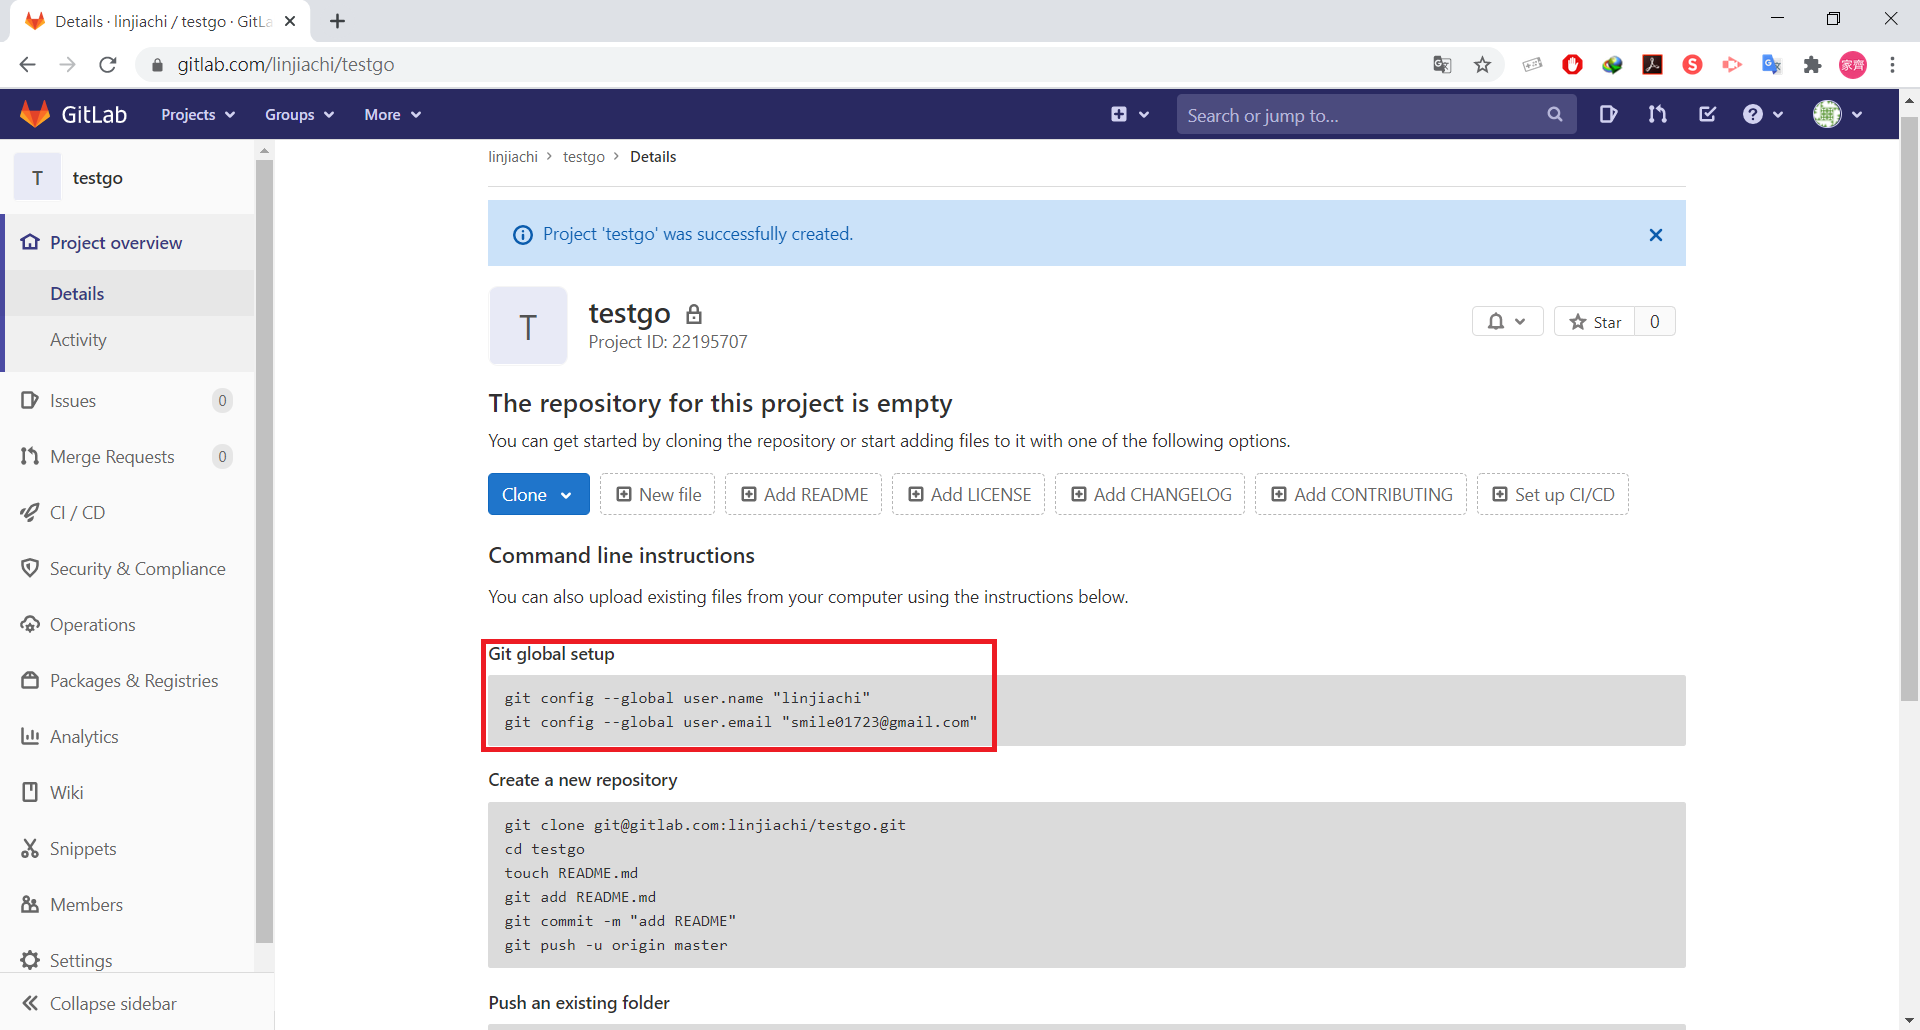 Details · linjiachi / testgo · GitLa
gitlab.com/linjiachi/testgo
家齊
GitLab
Projects
Groups
More
Search or jump to...
T
testgo
Project overview
Details
Activity
Issues
0
Merge Requests
0
CI / CD
Security & Compliance
Operations
Packages & Registries
Analytics
Wiki
Snippets
Members
Settings
Collapse sidebar
linjiachi > testgo > Details
Project 'testgo' was successfully created.
T
testgo
Project ID: 22195707
Star
0
The repository for this project is empty
You can get started by cloning the repository or start adding files to it with one of the following options.
Clone
New file
Add README
Add LICENSE
Add CHANGELOG
Add CONTRIBUTING
Set up CI/CD
Command line instructions
You can also upload existing files from your computer using the instructions below.
Git global setup
git config --global user.name "linjiachi"
git config --global user.email "smile01723@gmail.com"
Create a new repository
git clone git@gitlab.com:linjiachi/testgo.git
cd testgo
touch README.md
git add README.md
git commit -m "add README"
git push -u origin master
Push an existing folder